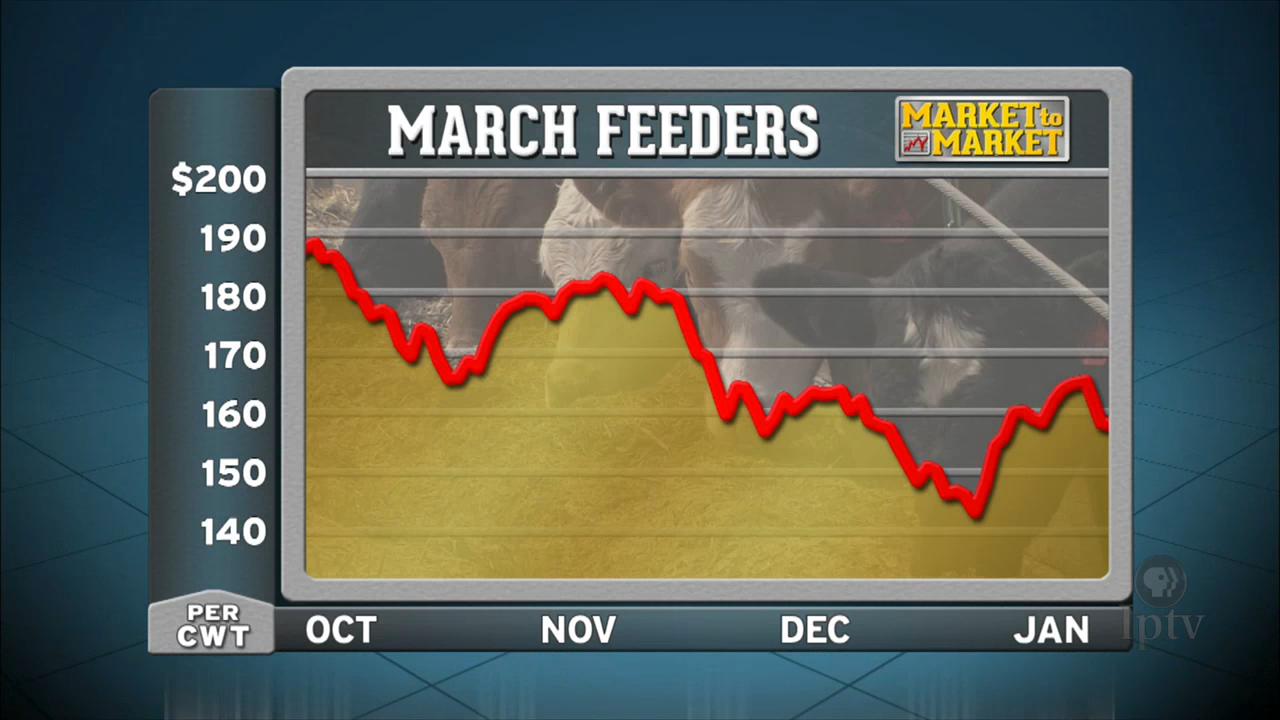 MARCH FEEDERS
MARKET to
MARKET
$200
190
180
170
160
150
140
PER
CWT
OCT NOV DEC JAN
iptv